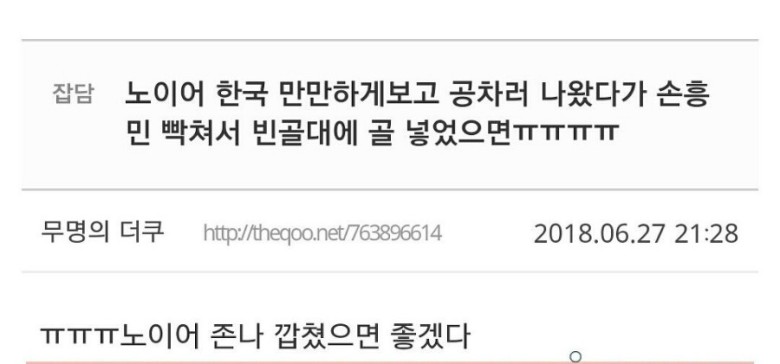 잡담 노이어 한국 만만하게보고 공차러 나왔다가 손흥
민 빡쳐서 빈골대에 골 넣었으면ㅠㅠㅠㅠ
무명의 더쿠 http://theqoo.net/763896614 2018.06.27 21:28
ㅠㅠㅠ노이어 존나 깝쳤으면 좋겠다